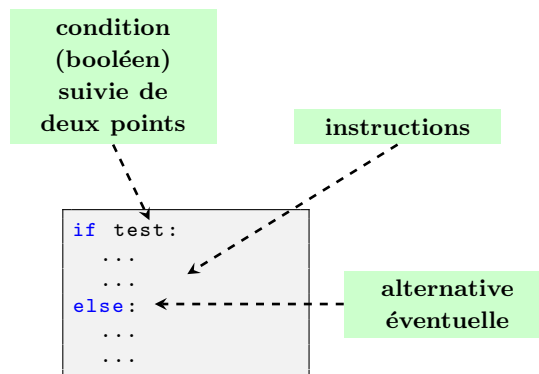 condition
(booléen)
suivie de
deux points
instructions
if test:
...
...
else:
...
...
alternative
éventuelle